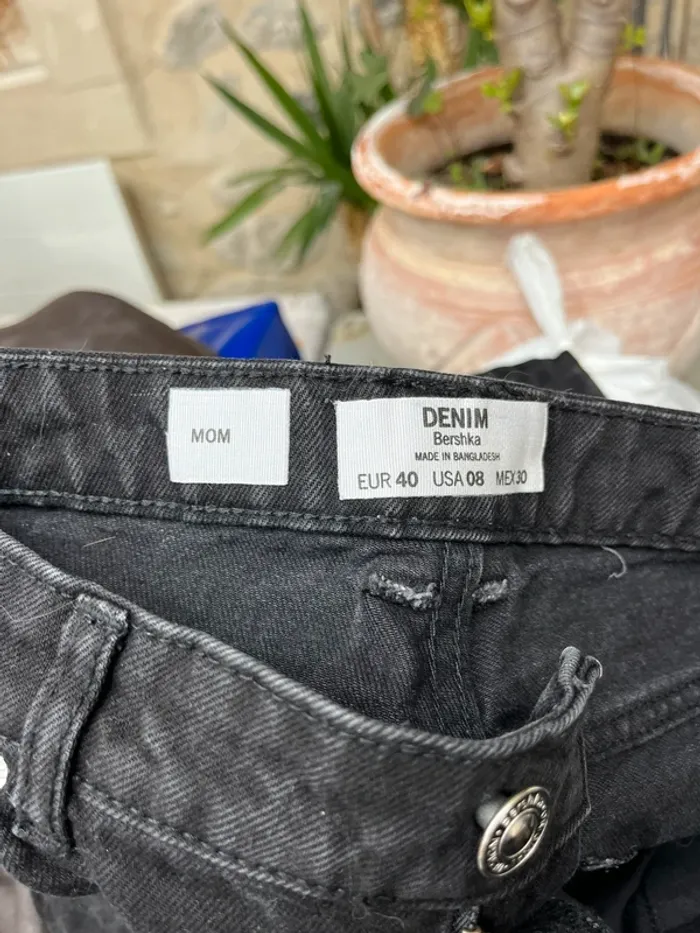 MOM
DENIM
Bershka
MADE IN BANGLADESH
EUR 40 USA 08 MEX 30